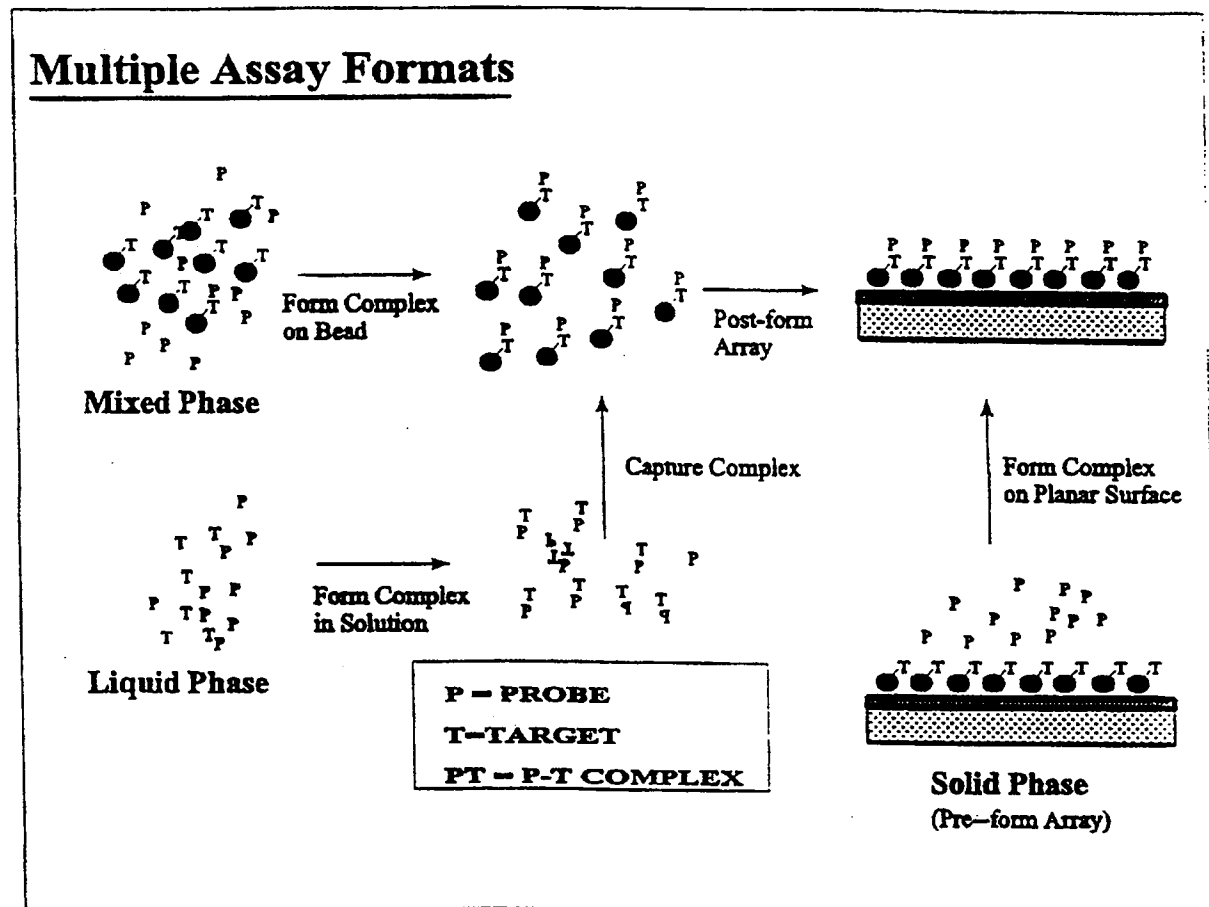 Multiple Assay Formats
P
P
T
P
T
T
T
T
T
P
T
T
T
P
P
T
P
P
P
P
P
P
Form Complex
on Bead
Mixed Phase
P
T
P
T
P
T
P
T
P
T
P
T
P
T
P
T
P
T
P
T
Post-form
Array
P P P P P P P P
T T T T T T T T
Capture Complex
Form Complex
on Planar Surface
P
T
T
P
P
T
P
P
P
T
P
P
T
T
P
Liquid Phase
Form Complex
in Solution
T
P
T
P
T
P
T
P
P
T
P
T
P
T
P
T
P
P = PROBE
T=TARGET
PT = P-T COMPLEX
P
P
P
P
P
P
P
P
P
P
P
T T T T T T T T
Solid Phase
(Pre-form Array)